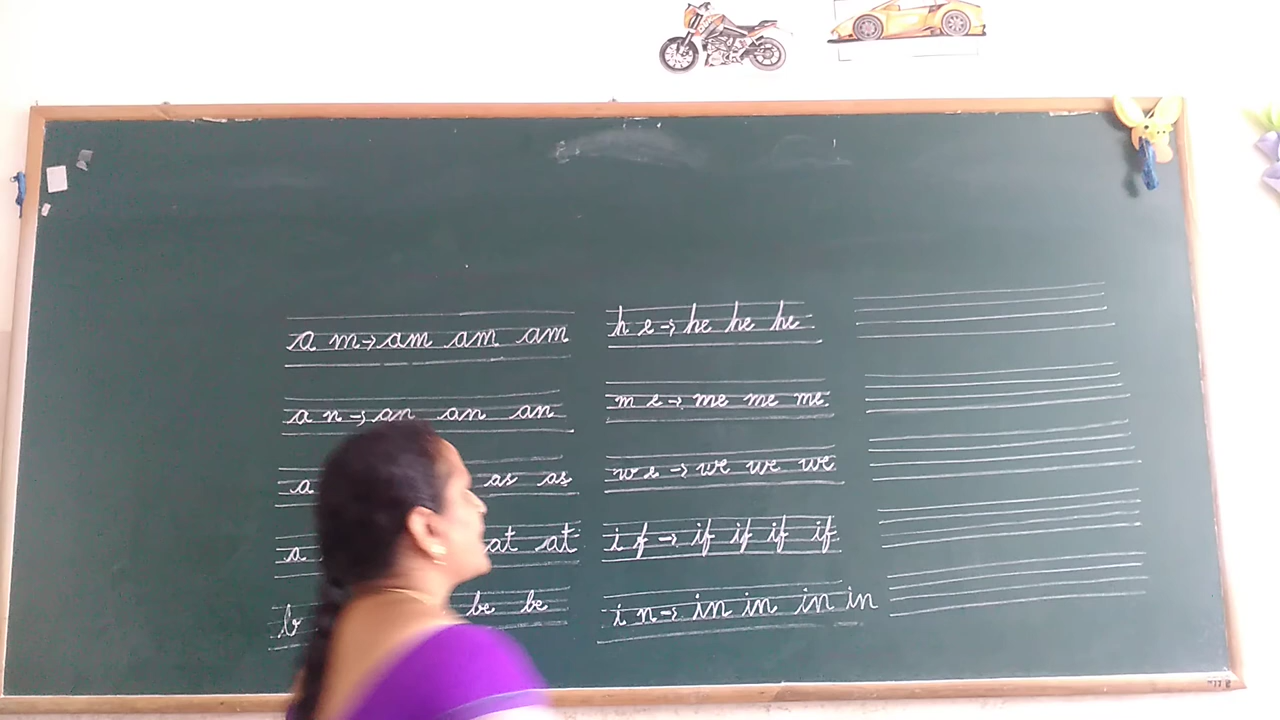 a m → am am am
a n → an an an
a as as
a at at
b be be
h e → he he he
m e → me me me
w e → we we we
i f → if if if if
i n → in in in in